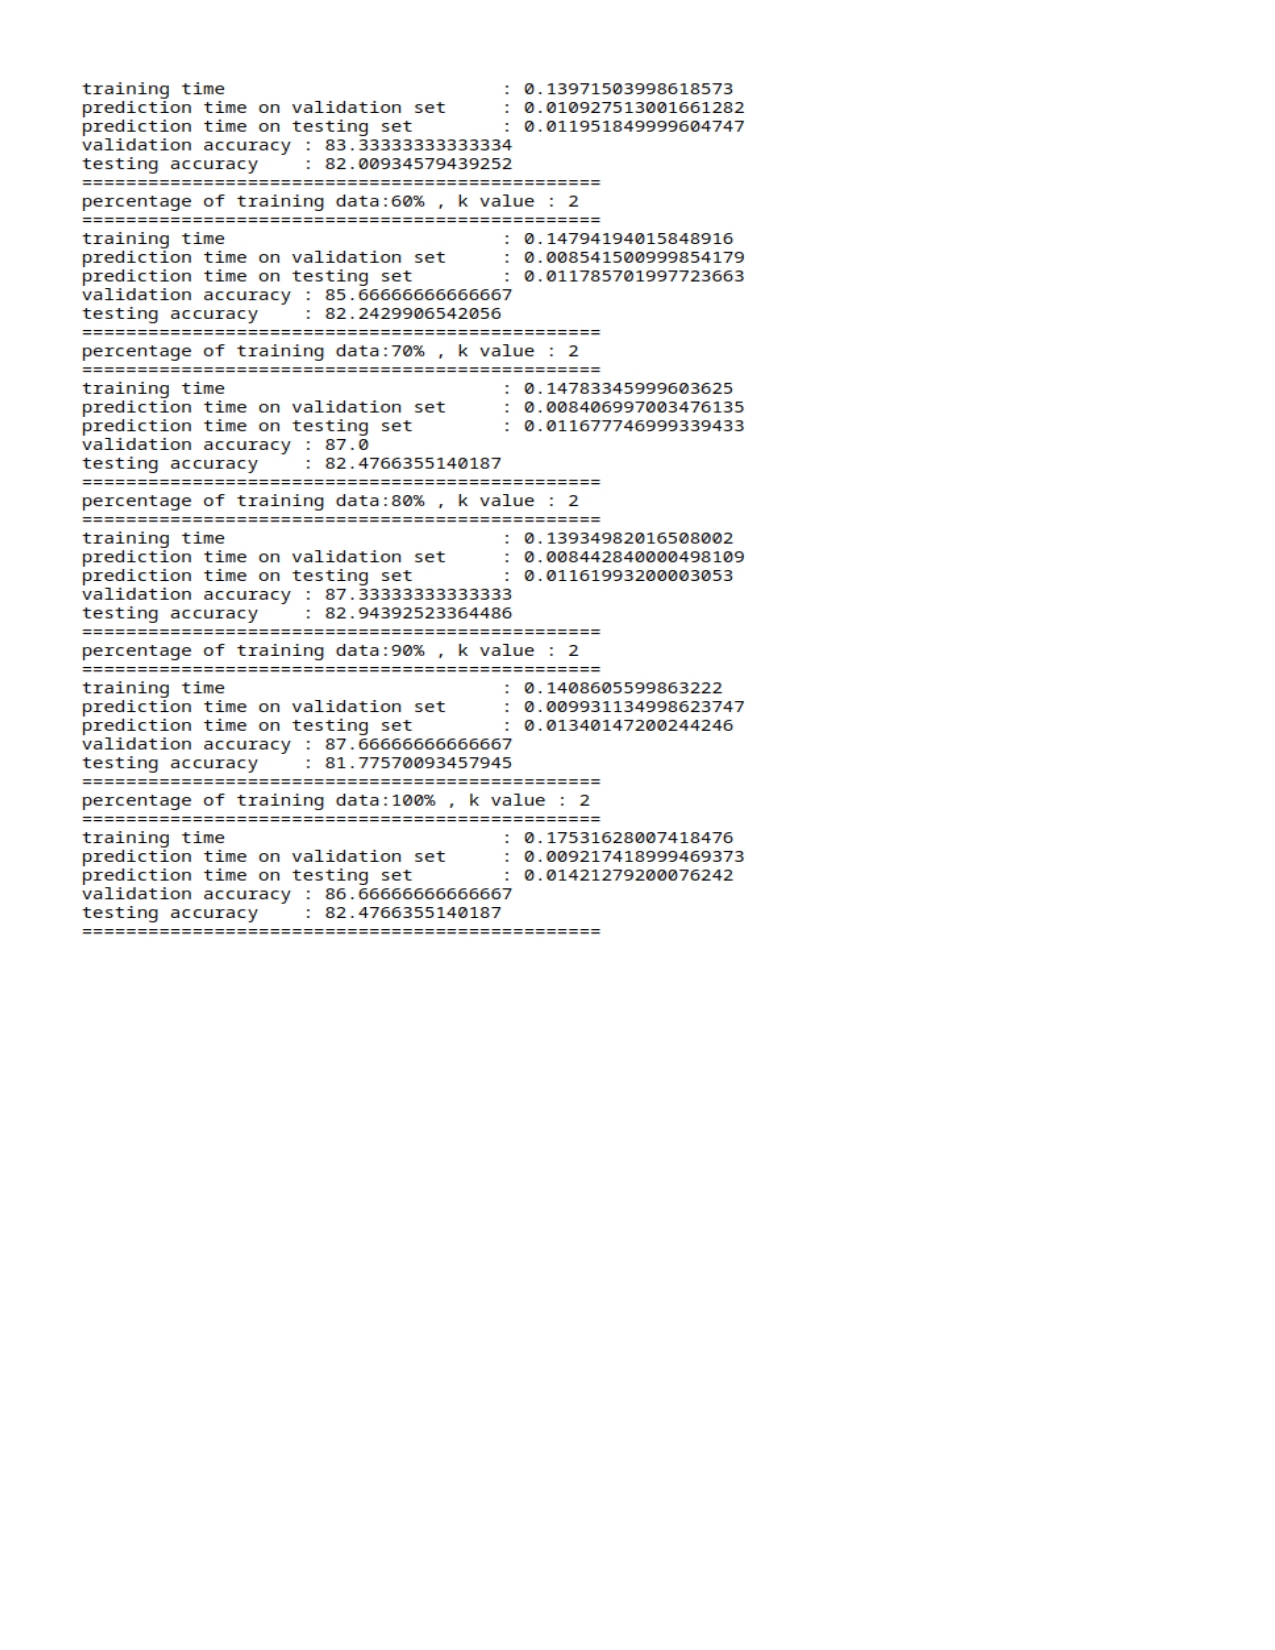 training time                         : 0.13971503998618573
prediction time on validation set     : 0.010927513001661282
prediction time on testing set        : 0.011951849999604747
validation accuracy : 83.33333333333334
testing accuracy    : 82.00934579439252
===============================================
percentage of training data:60% , k value : 2
===============================================
training time                         : 0.14794194015848916
prediction time on validation set     : 0.008541500999854179
prediction time on testing set        : 0.011785701997723663
validation accuracy : 85.66666666666667
testing accuracy    : 82.2429906542056
===============================================
percentage of training data:70% , k value : 2
===============================================
training time                         : 0.14783345999603625
prediction time on validation set     : 0.008406997003476135
prediction time on testing set        : 0.011677746999339433
validation accuracy : 87.0
testing accuracy    : 82.4766355140187
===============================================
percentage of training data:80% , k value : 2
===============================================
training time                         : 0.13934982016508002
prediction time on validation set     : 0.008442840000498109
prediction time on testing set        : 0.01161993200003053
validation accuracy : 87.33333333333333
testing accuracy    : 82.94392523364486
===============================================
percentage of training data:90% , k value : 2
===============================================
training time                         : 0.1408605599863222
prediction time on validation set     : 0.009931134998623747
prediction time on testing set        : 0.01340147200244246
validation accuracy : 87.66666666666667
testing accuracy    : 81.77570093457945
===============================================
percentage of training data:100% , k value : 2
===============================================
training time                         : 0.17531628007418476
prediction time on validation set     : 0.009217418999469373
prediction time on testing set        : 0.01421279200076242
validation accuracy : 86.66666666666667
testing accuracy    : 82.4766355140187
===============================================